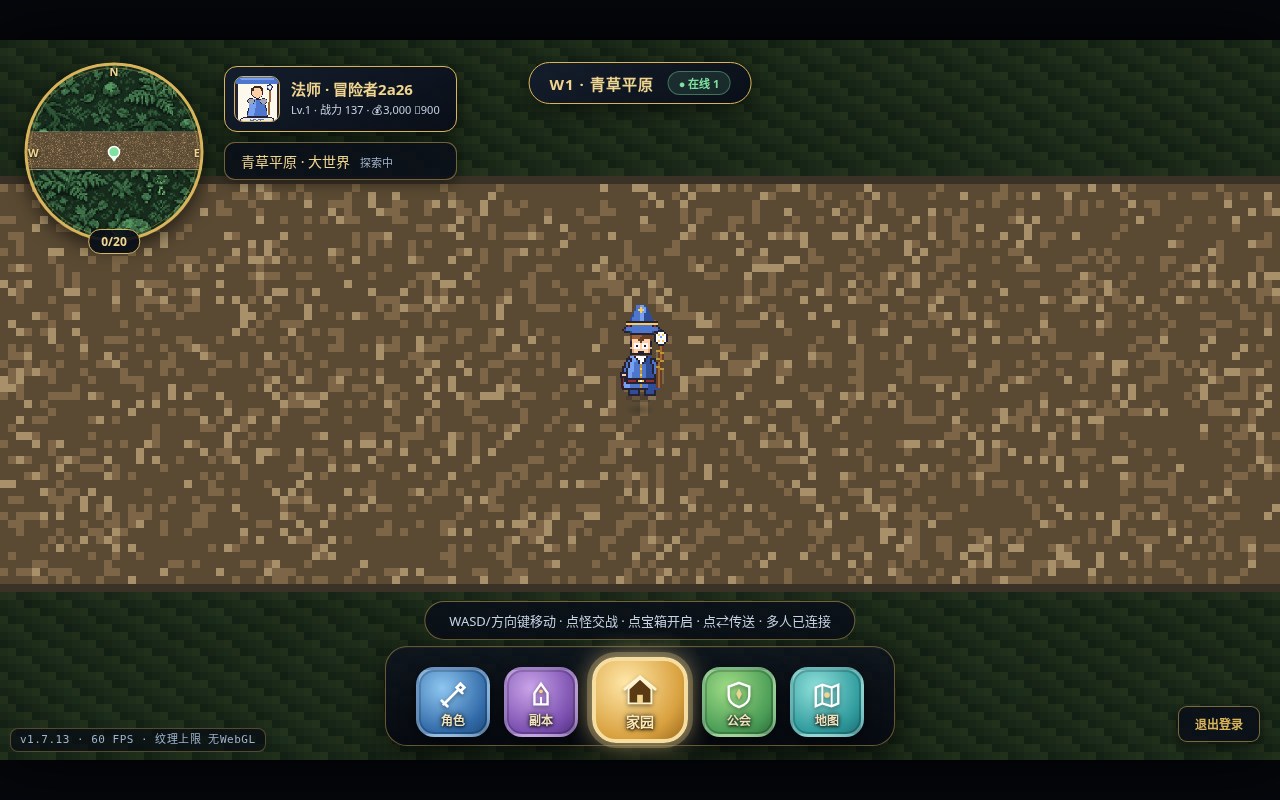 N
W
E
0/20
法师 · 冒险者2a26
Lv.1 · 战力 137 · 💰3,000 900
青草平原 · 大世界 探索中
W1 · 青草平原 ● 在线 1
WASD/方向键移动 · 点怪交战 · 点宝箱开启 · 点⇄传送 · 多人已连接
角色
副本
家园
公会
地图
v1.7.13 · 60 FPS · 纹理上限 无WebGL
退出登录